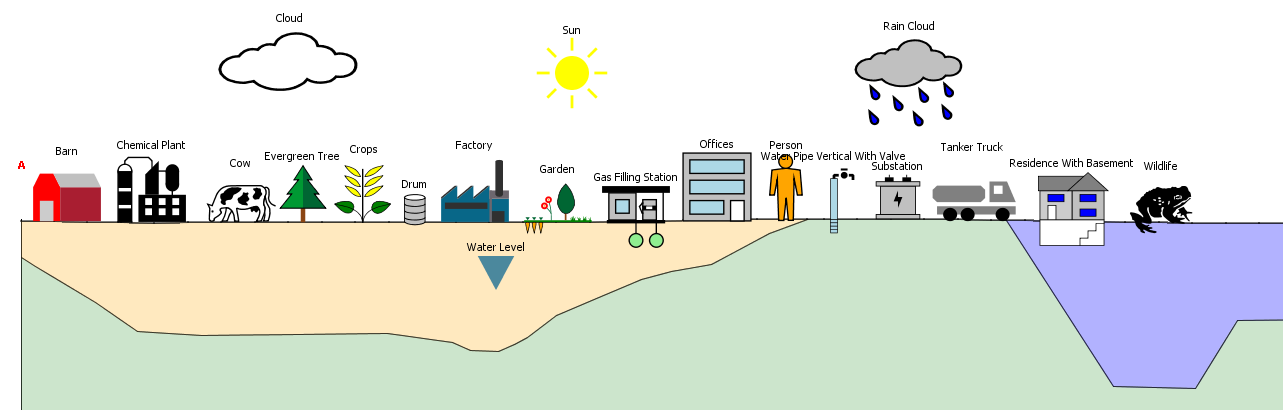 Cloud
Sun
Rain Cloud
A
Barn
Chemical Plant
Cow
Evergreen Tree
Crops
Drum
Factory
Garden
Gas Filling Station
Offices
Person
Water Pipe Vertical With Valve
Substation
Tanker Truck
Residence With Basement
Wildlife
Water Level